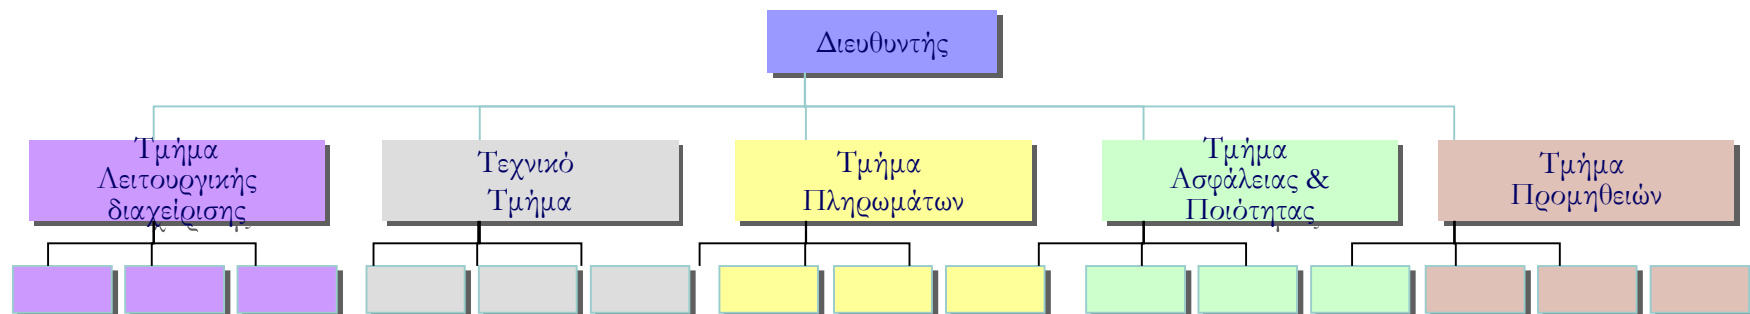 Διευθυντής
Τμήμα
Λειτουργικής
διαχείρισης
Τεχνικό
Τμήμα
Τμήμα
Πληρωμάτων
Τμήμα
Ασφάλειας &
Ποιότητας
Τμήμα
Προμηθειών